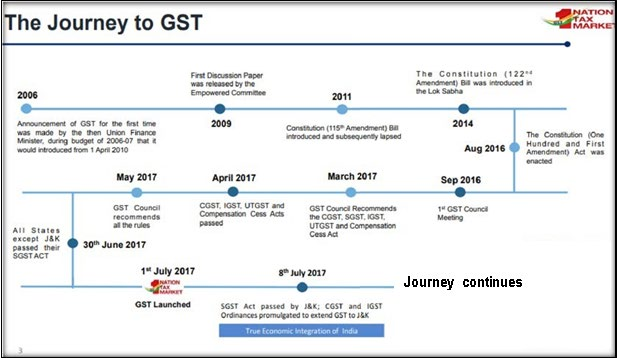 The Journey to GST
1 NATION
TAX
MARKET
2006
Announcement of GST for the first time
was made by the then Union Finance
Minister, during budget of 2006-07 that it
would introduced from 1 April 2010
First Discussion Paper
was released by the
Empowered Committee
2009
2011
Constitution (115th Amendment) Bill
introduced and subsequently lapsed
The Constitution (122nd
Amendment) Bill was introduced in
the Lok Sabha
2014
Aug 2016
The Constitution (One
Hundred and First
Amendment) Act was
enacted
Sep 2016
1st GST Council
Meeting
March 2017
GST Council Recommends
the CGST, SGST, IGST,
UTGST and Compensation
Cess Act
April 2017
CGST, IGST, UTGST and
Compensation Cess Acts
passed
May 2017
GST Council
recommends
all the rules
All States
except J&K
passed their
SGST ACT
30th June 2017
1st July 2017
1 NATION
TAX
MARKET
GST Launched
8th July 2017
SGST Act passed by J&K; CGST and IGST
Ordinances promulgated to extend GST to J&K
True Economic Integration of India
Journey continues
3